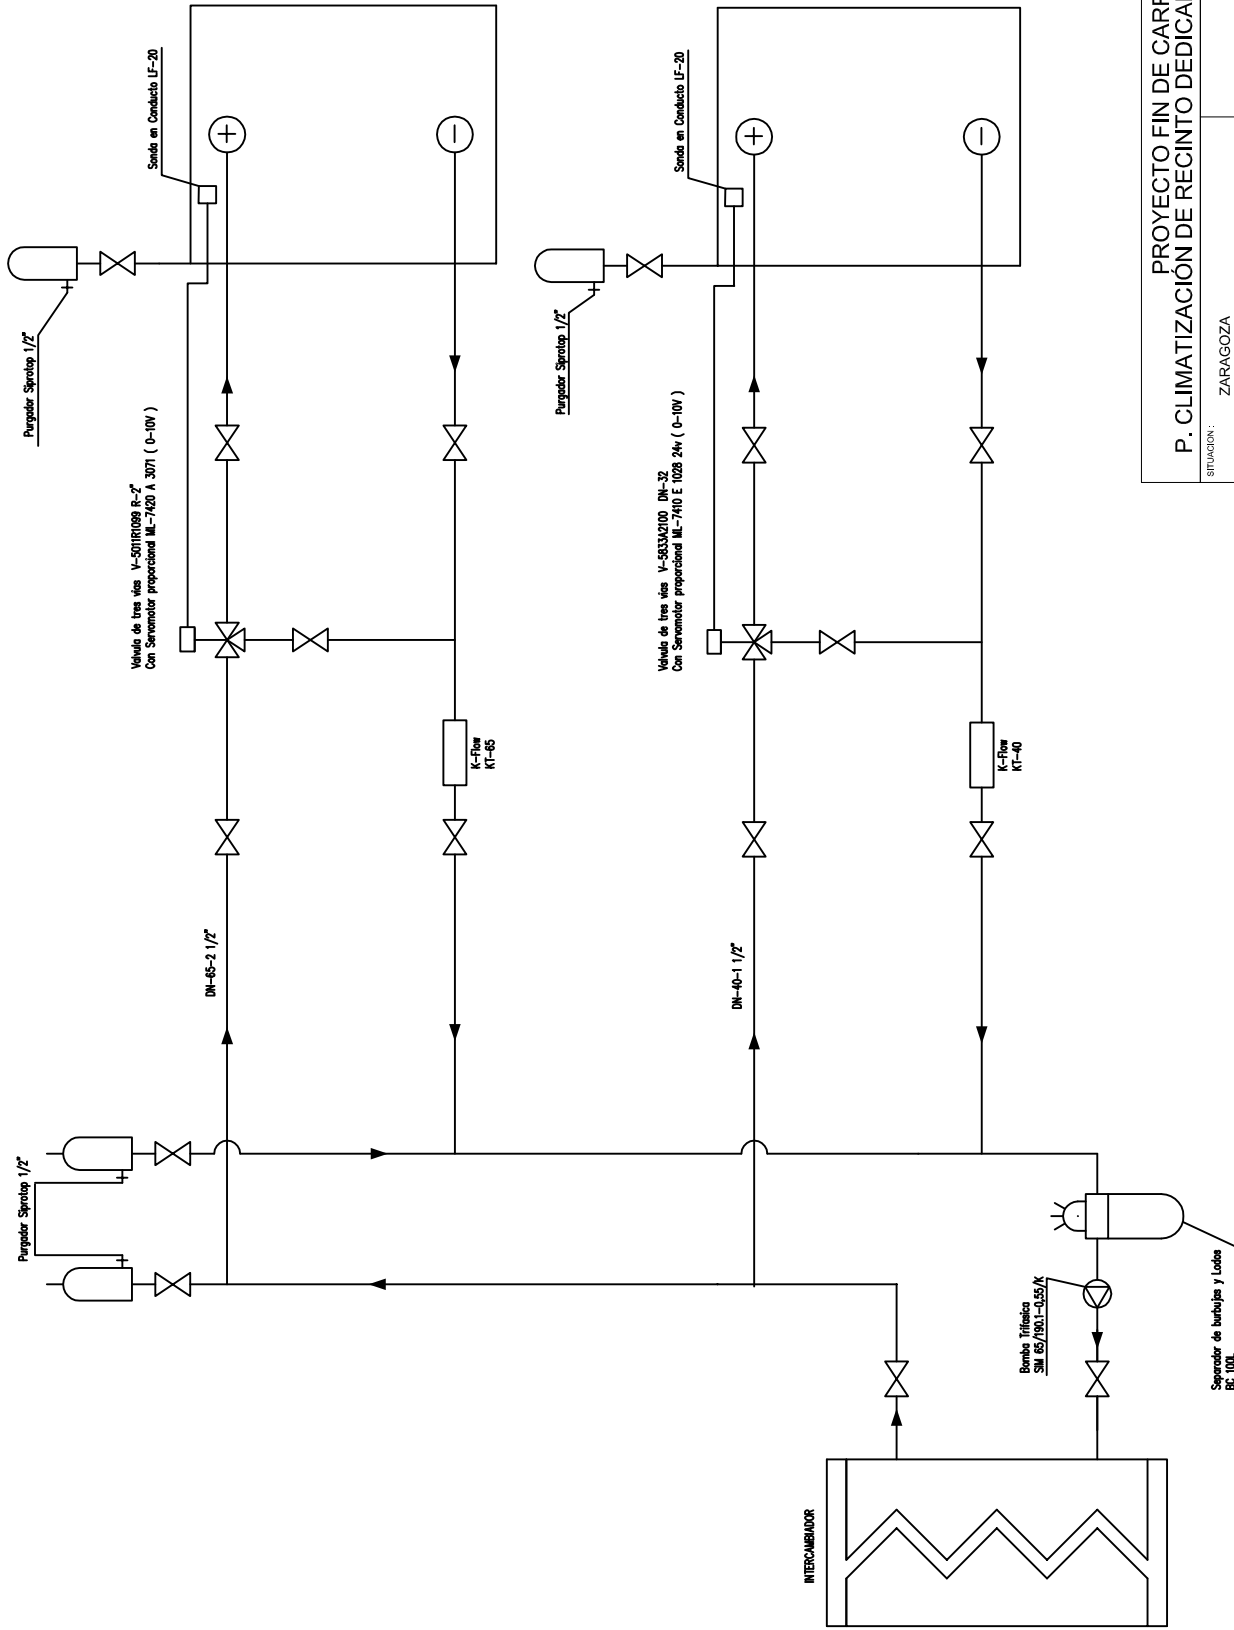 Purgador Siprotop 1/2"
Sonda en Conducto LF-20
Valvula de tres vias V-5011R1099 R-2"
Con Servomotor proporcional ML-7420 A 3071 ( 0-10V )
K-Flow
KT-65
DN-65-2 1/2"
Purgador Siprotop 1/2"
Purgador Siprotop 1/2"
Sonda en Conducto LF-20
Valvula de tres vias V-5833A2100 DN-32
Con Servomotor proporcional ML-7410 E 1028 24v ( 0-10V )
K-Flow
KT-40
DN-40-1 1/2"
Bomba Trifasica
SIM 65/190.1-0,55/K
Separador de burbujas y Lodos
BC 100L
INTERCAMBIADOR
PROYECTO FIN DE CARR
P. CLIMATIZACIÓN DE RECINTO DEDICA
SITUACION :
ZARAGOZA